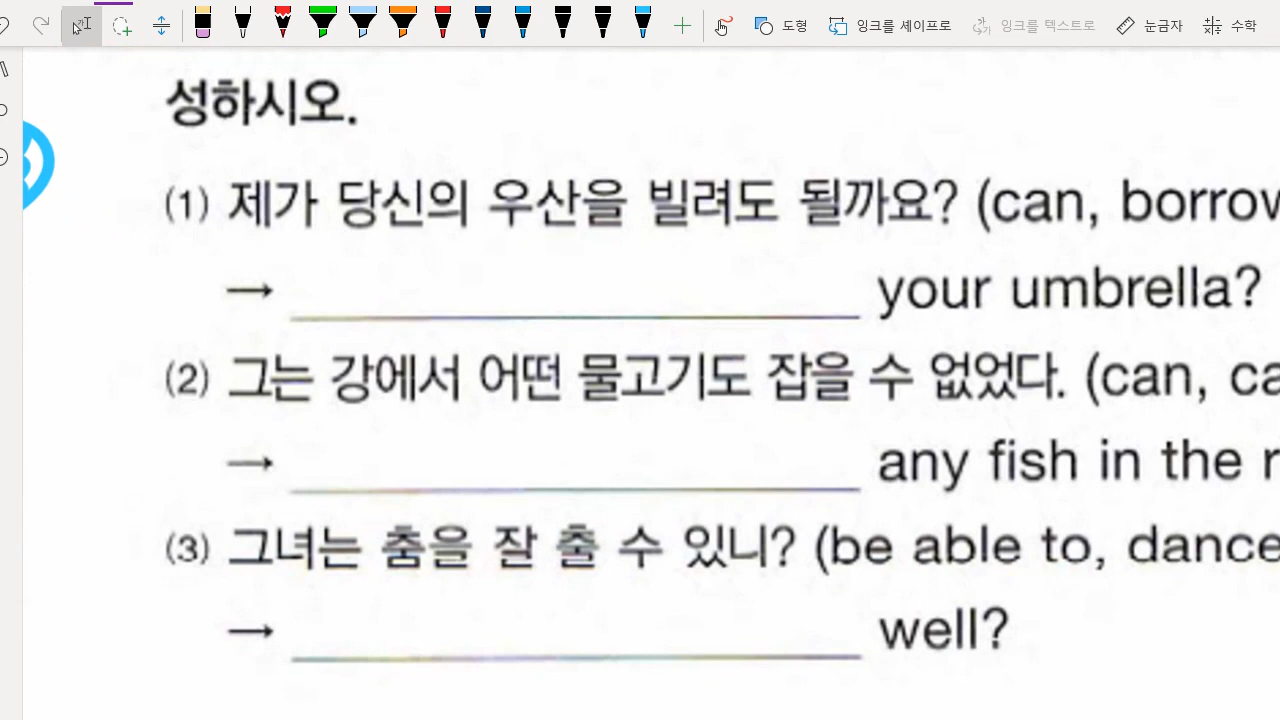 도형 잉크를 셰이프로 잉크를 텍스트로 눈금자 수학
성하시오.
(1) 제가 당신의 우산을 빌려도 될까요? (can,
→ your umbrella?
(2) 그는 강에서 어떤 물고기도 잡을 수 없었다. (can,
→ any fish in the
(3) 그녀는 춤을 잘 출 수 있니? (be able to, dance
→ well?